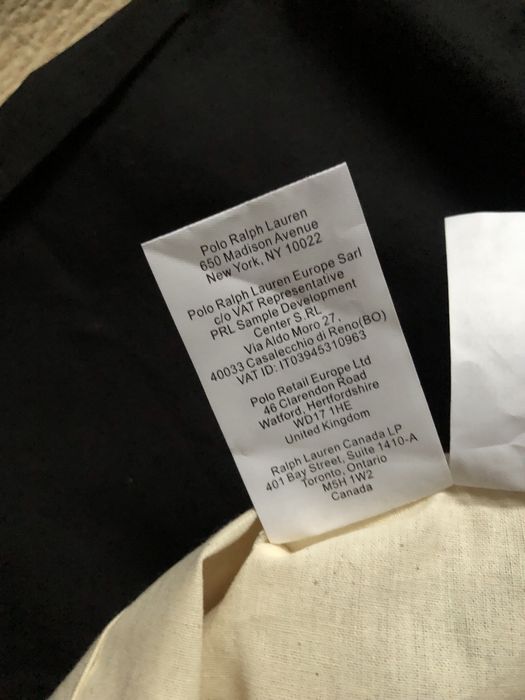 Polo Ralph Lauren
650 Madison Avenue
New York, NY 10022
Polo Ralph Lauren Europe Sarl
c/o VAT Representative
PRL Sample Development
Center S.RL
Via Aldo Moro 27,
40033 Casalecchio di Reno(BO)
VAT ID: IT03945310963
Polo Retail Europe Ltd
46 Clarendon Road
Watford, Hertfordshire
WD17 1HE
United Kingdom
Ralph Lauren Canada LP
401 Bay Street, Suite 1410-A
Toronto, Ontario
M5H 1W2
Canada